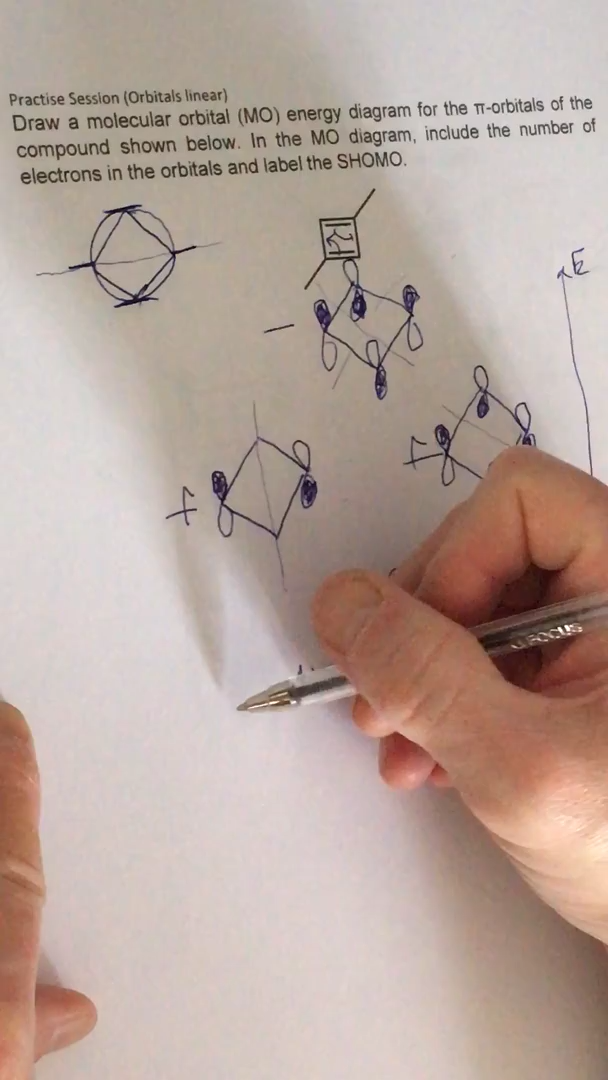 Practise Session (Orbitals linear)
Draw a molecular orbital (MO) energy diagram for the π-orbitals of the
compound shown below. In the MO diagram, include the number of
electrons in the orbitals and label the SHOMO.
E
FOCUS